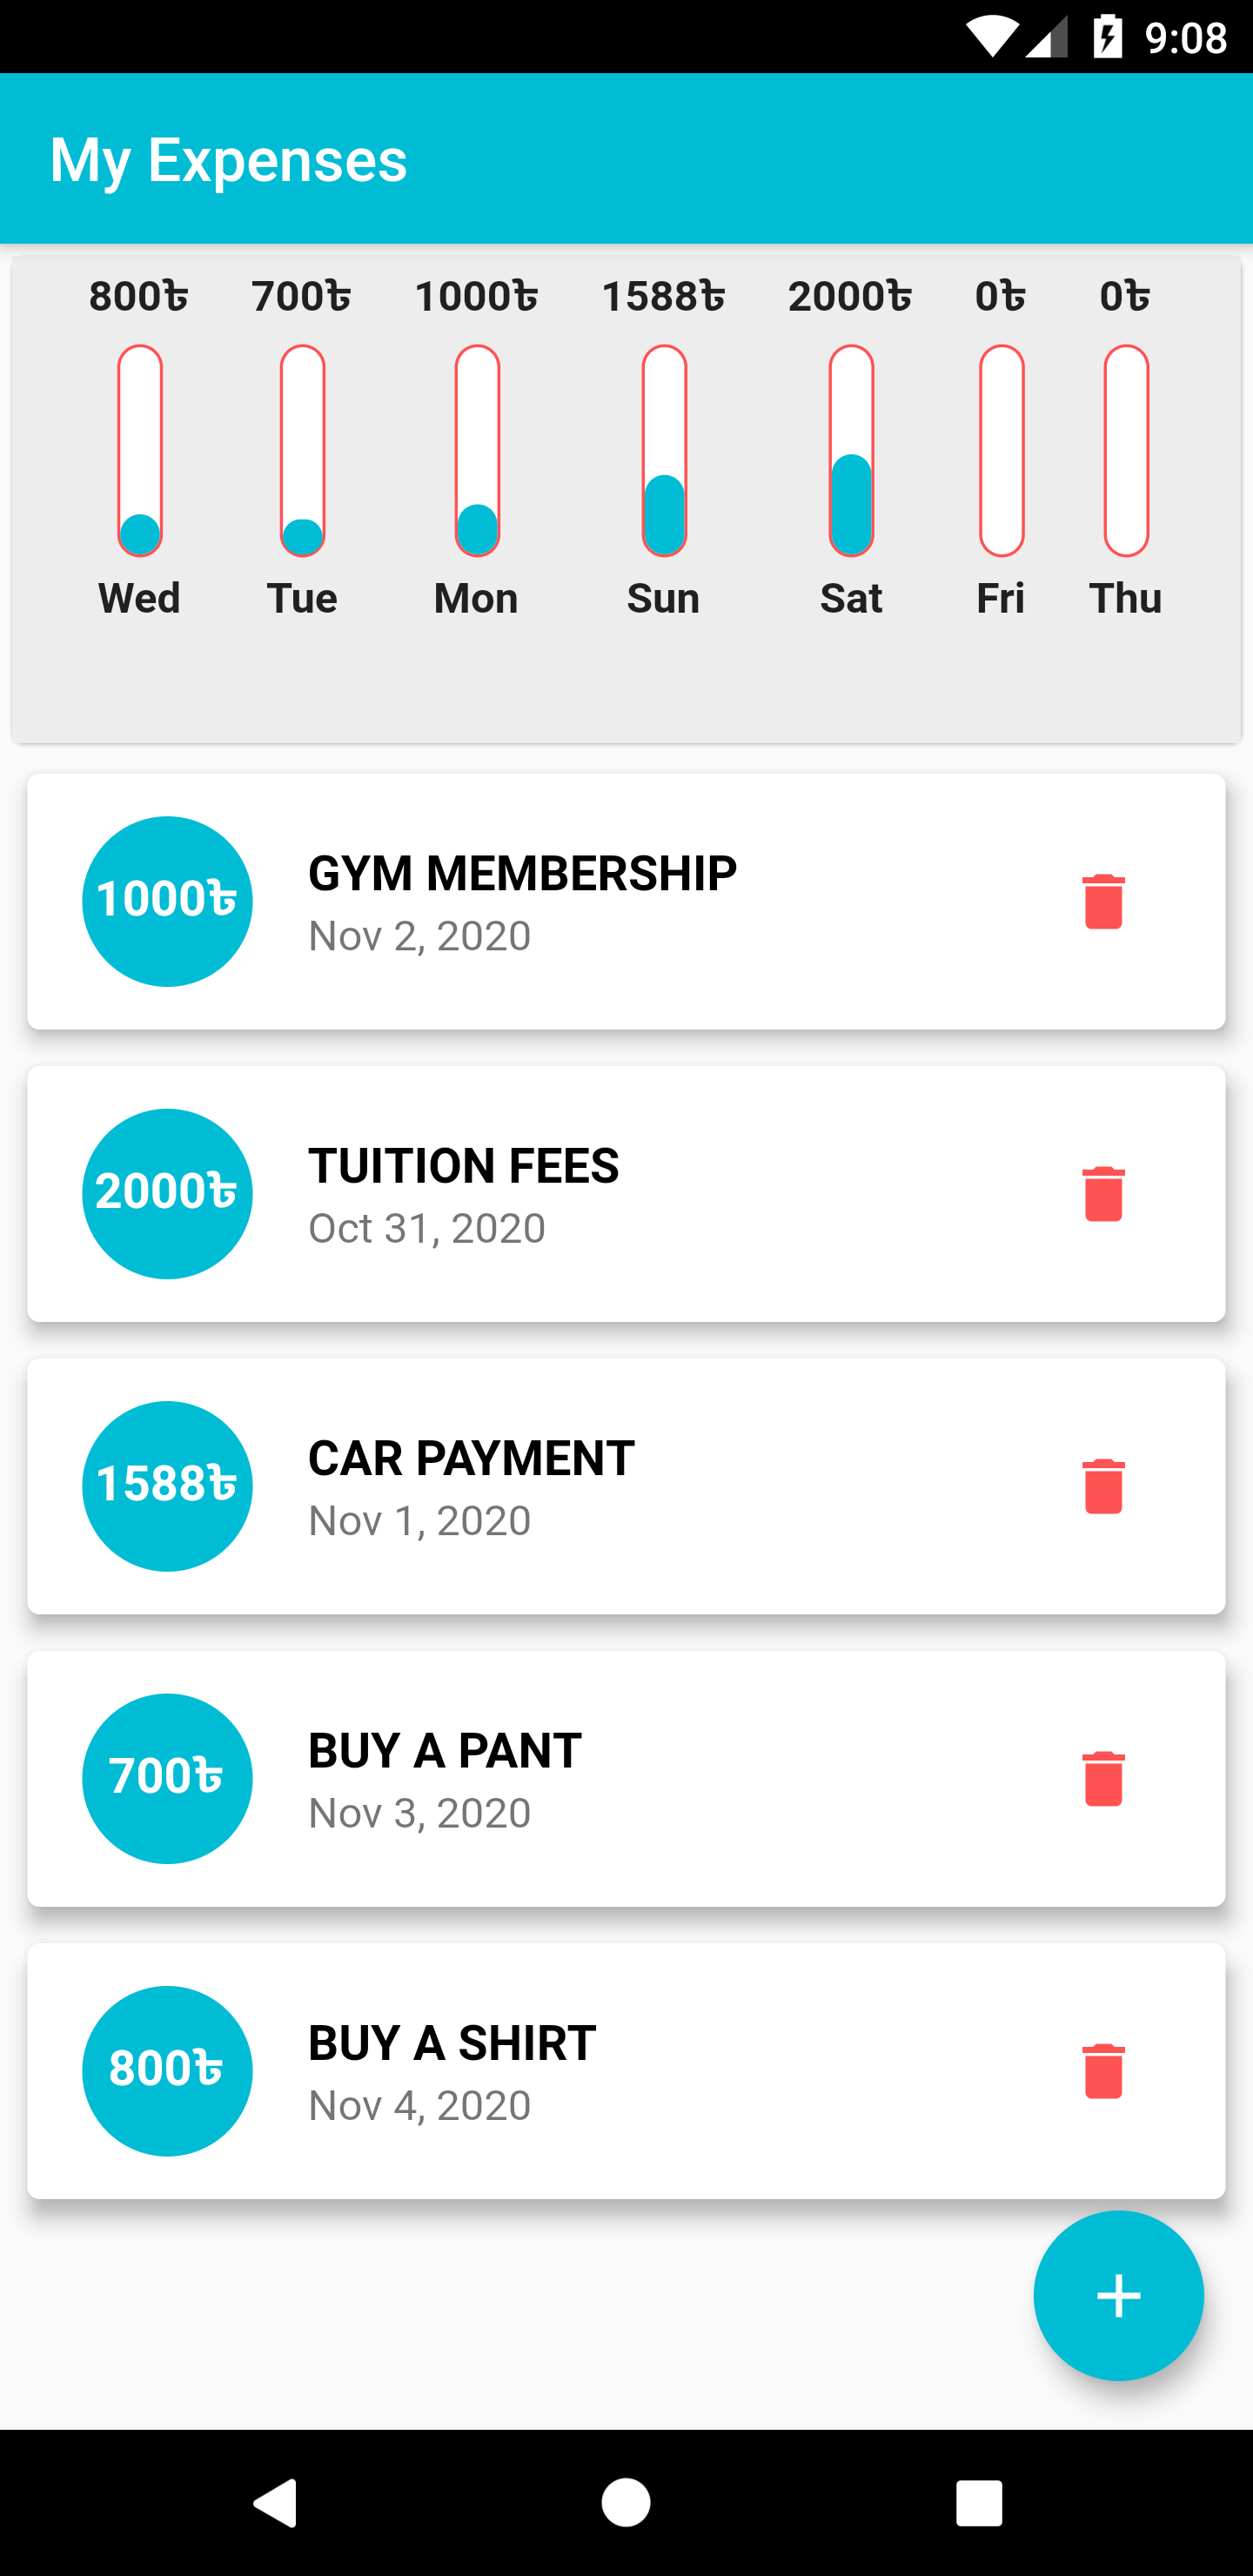 9:08
My Expenses
800৳ 700৳ 1000৳ 1588৳ 2000৳ 0৳ 0৳
Wed Tue Mon Sun Sat Fri Thu
1000৳
GYM MEMBERSHIP
Nov 2, 2020
2000৳
TUITION FEES
Oct 31, 2020
1588৳
CAR PAYMENT
Nov 1, 2020
700৳
BUY A PANT
Nov 3, 2020
800৳
BUY A SHIRT
Nov 4, 2020